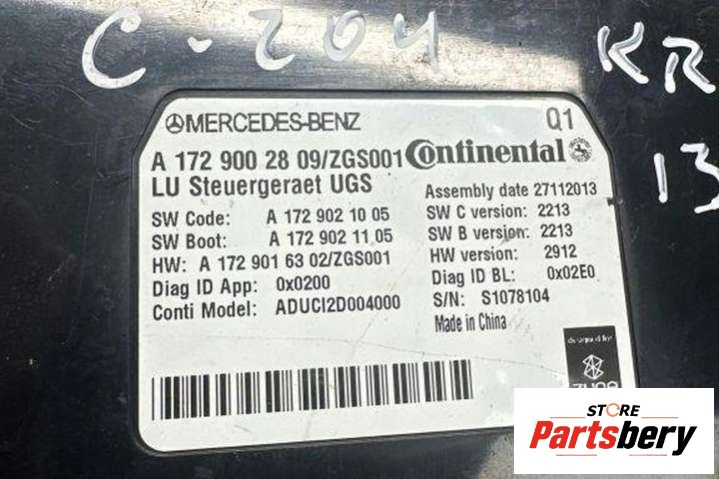 C-204 KR
13
MERCEDES-BENZ Q1
A 172 900 28 09/ZGS001 Continental
LU Steuergeraet UGS
Assembly date 27112013
SW Code: A 172 902 10 05
SW C version: 2213
SW Boot: A 172 902 11 05
SW B version: 2213
HW: A 172 901 63 02/ZGS001
HW version: 2912
Diag ID App: 0x0200
Diag ID BL: 0x02E0
Conti Model: ADUCI2D004000
S/N: S1078104
Made in China
designed for
STORE
Partsbery